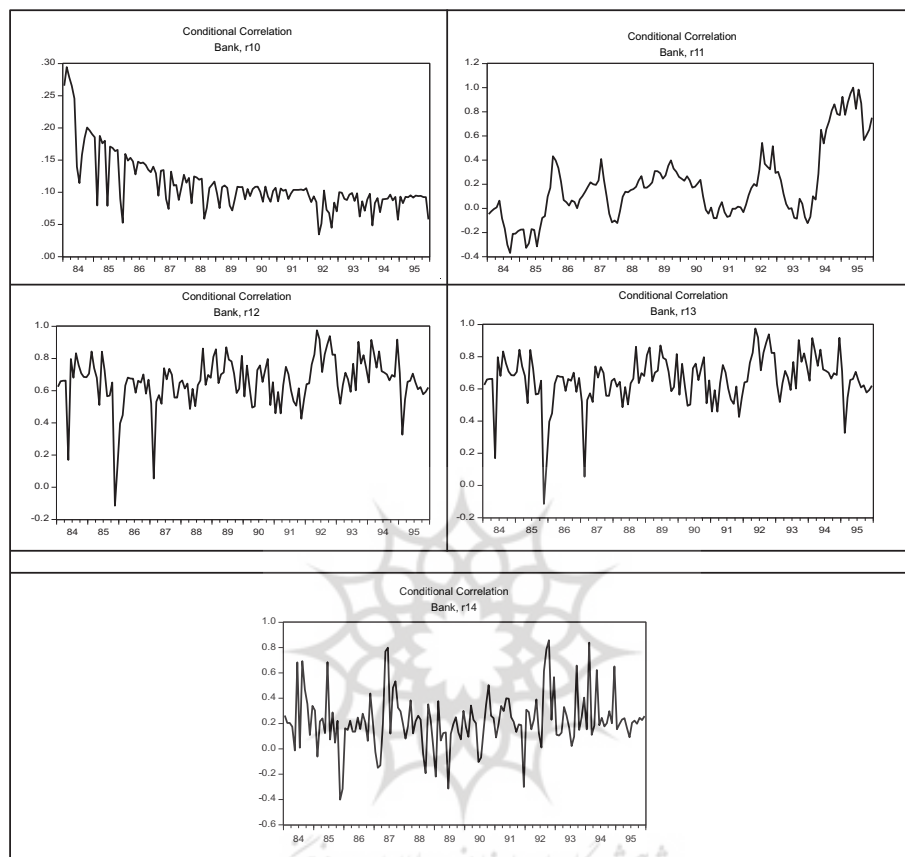 Conditional Correlation
Bank, r10
.30
.25
.20
.15
.10
.05
.00
84 85 86 87 88 89 90 91 92 93 94 95
Conditional Correlation
Bank, r11
1.2
1.0
0.8
0.6
0.4
0.2
0.0
-0.2
-0.4
84 85 86 87 88 89 90 91 92 93 94 95
Conditional Correlation
Bank, r12
1.0
0.8
0.6
0.4
0.2
0.0
-0.2
84 85 86 87 88 89 90 91 92 93 94 95
Conditional Correlation
Bank, r13
1.0
0.8
0.6
0.4
0.2
0.0
-0.2
84 85 86 87 88 89 90 91 92 93 94 95
Conditional Correlation
Bank, r14
1.0
0.8
0.6
0.4
0.2
0.0
-0.2
-0.4
-0.6
84 85 86 87 88 89 90 91 92 93 94 95